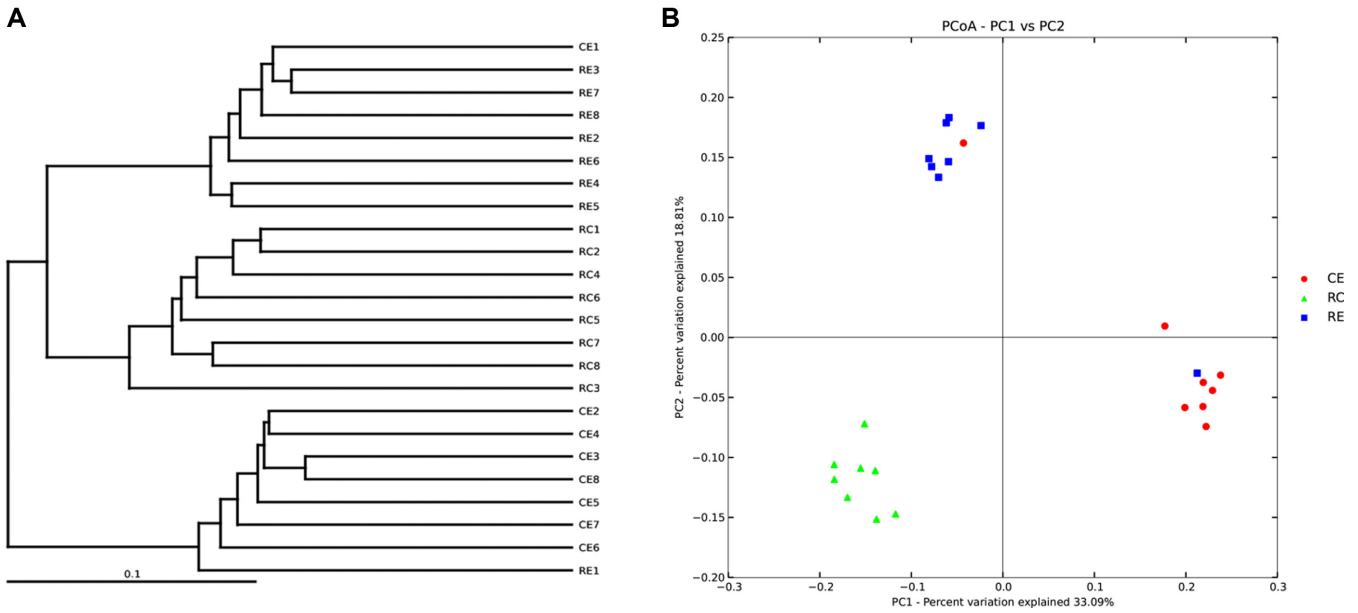 A
CE1
RE3
RE7
RE8
RE2
RE6
RE4
RE5
RC1
RC2
RC4
RC6
RC5
RC7
RC8
RC3
CE2
CE4
CE3
CE8
CE5
CE7
CE6
RE1
0.1
B
PCoA - PC1 vs PC2
PC2 - Percent variation explained 18.81%
0.25
0.20
0.15
0.10
0.05
0.00
−0.05
−0.10
−0.15
−0.20
−0.3 −0.2 −0.1 0.0 0.1 0.2 0.3
PC1 - Percent variation explained 33.09%
CE
RC
RE